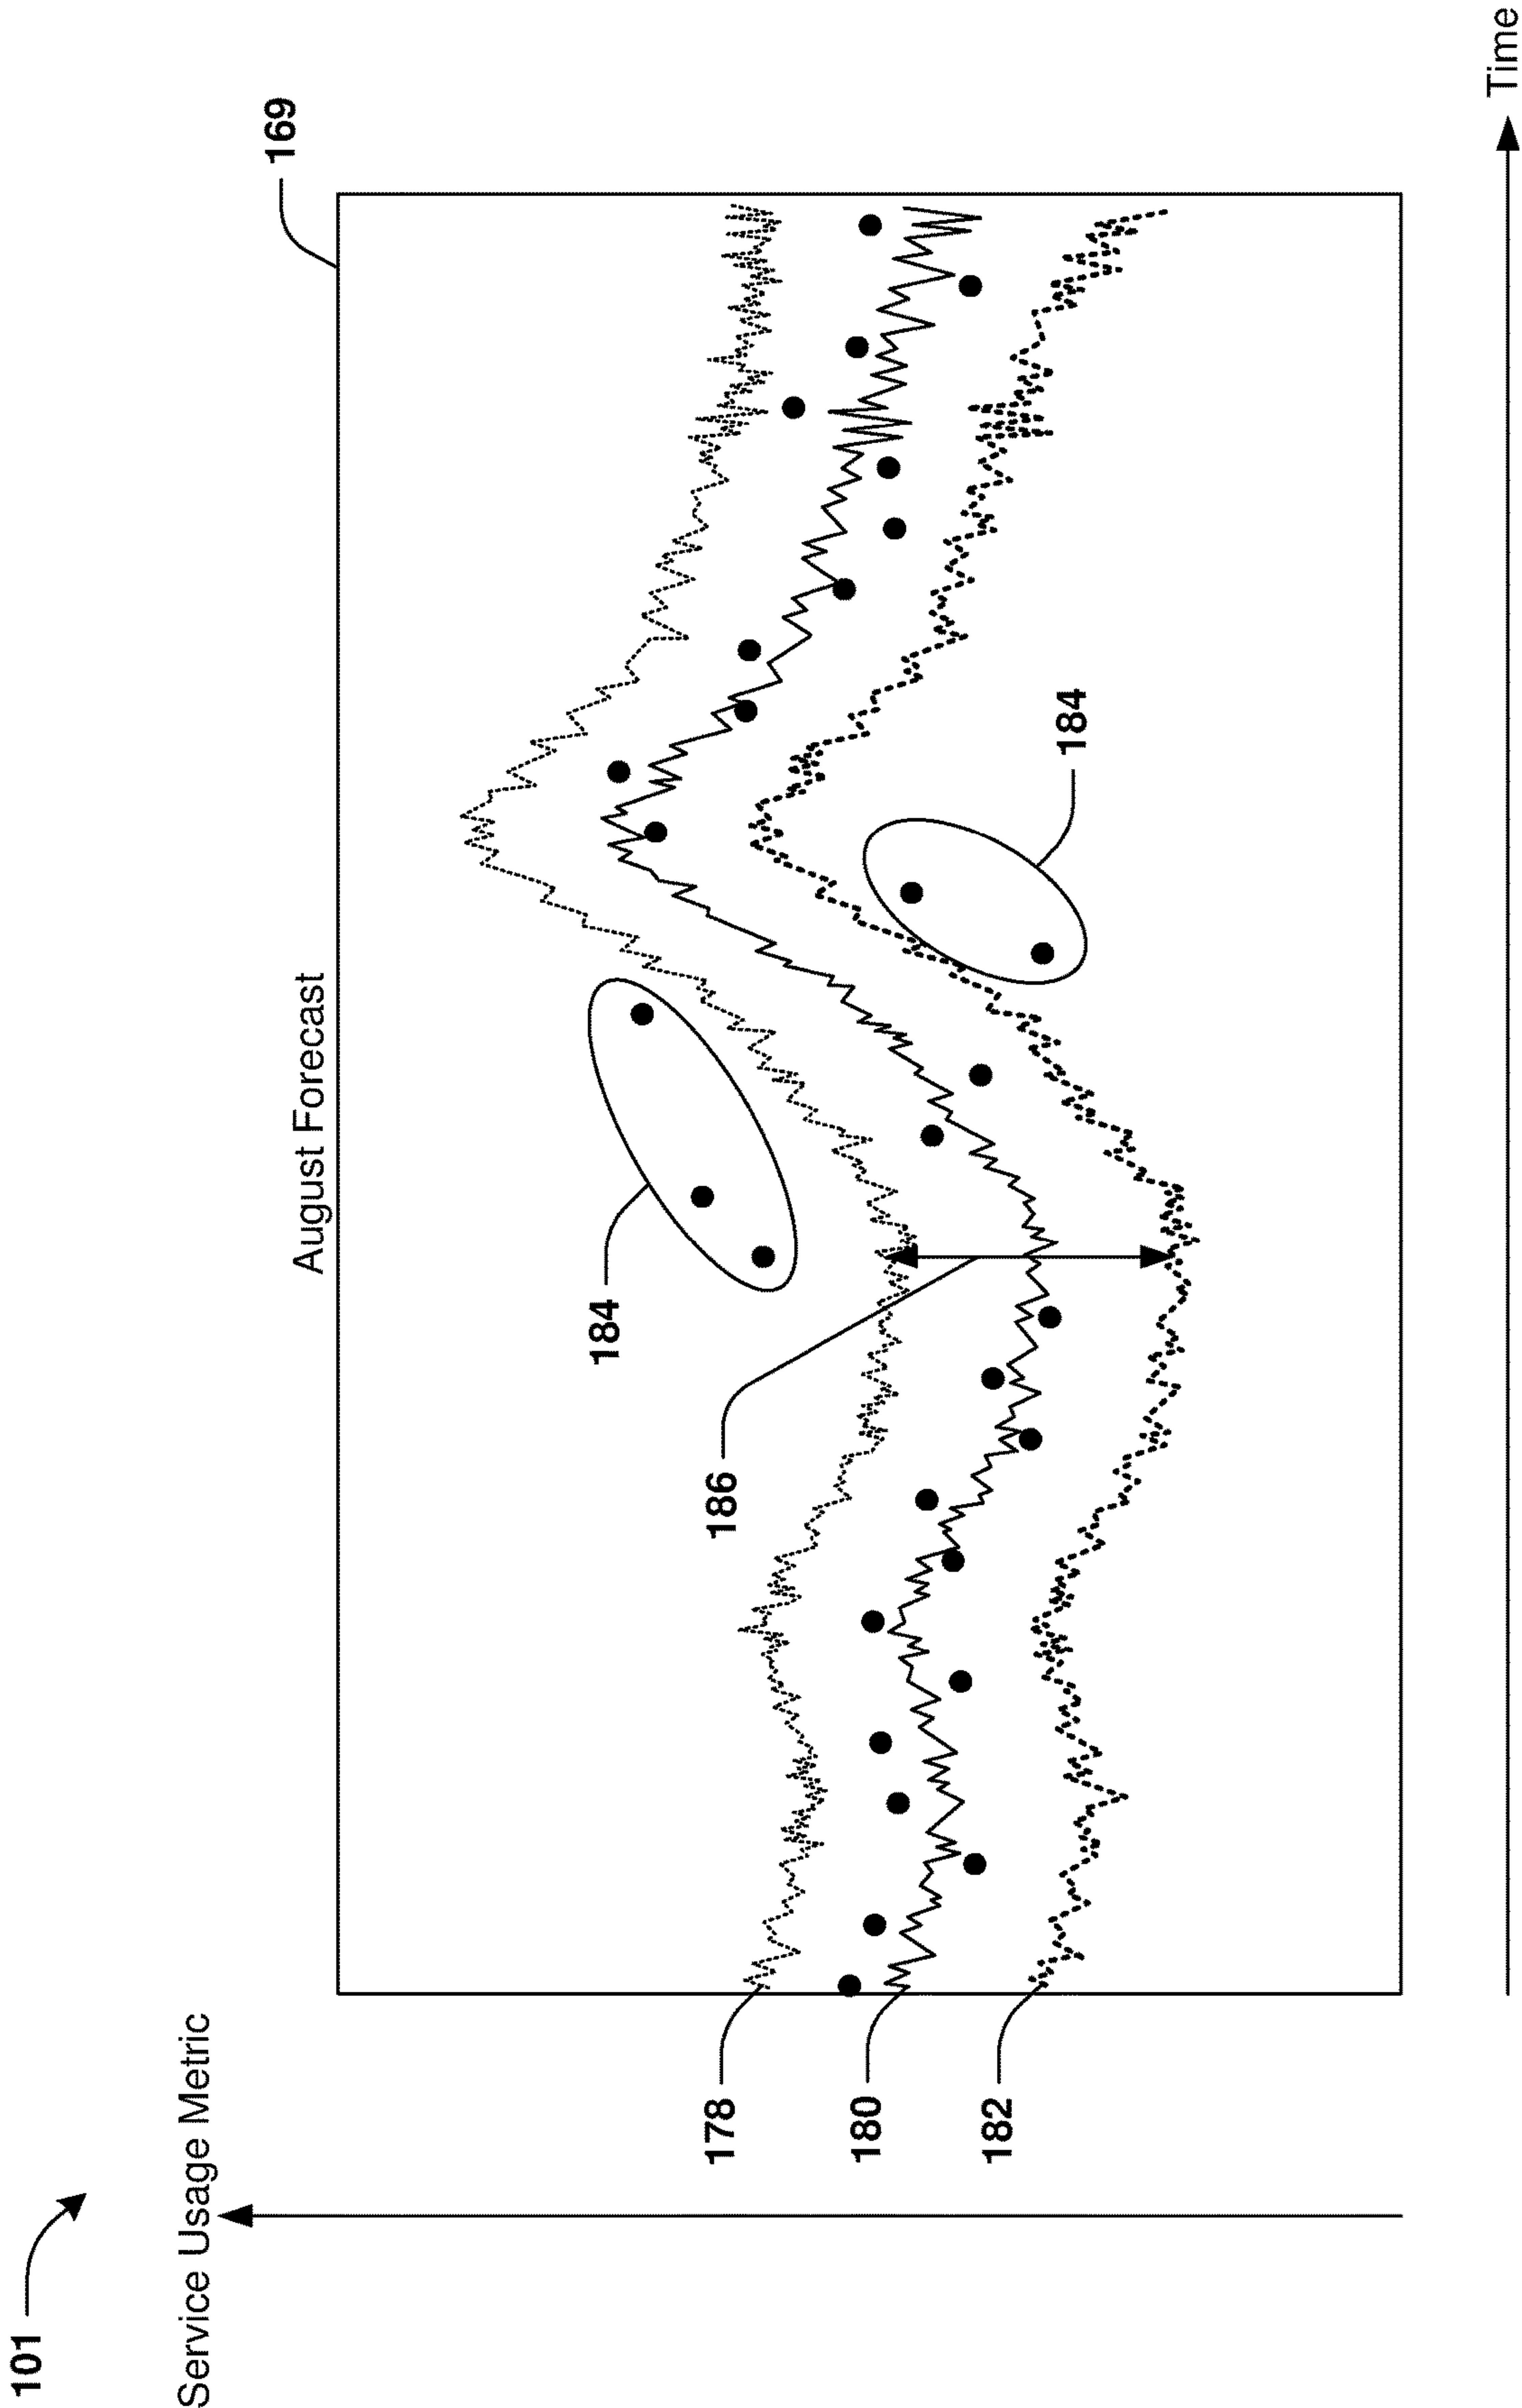 101
Service Usage Metric
August Forecast
169
184
184
186
178
180
182
Time